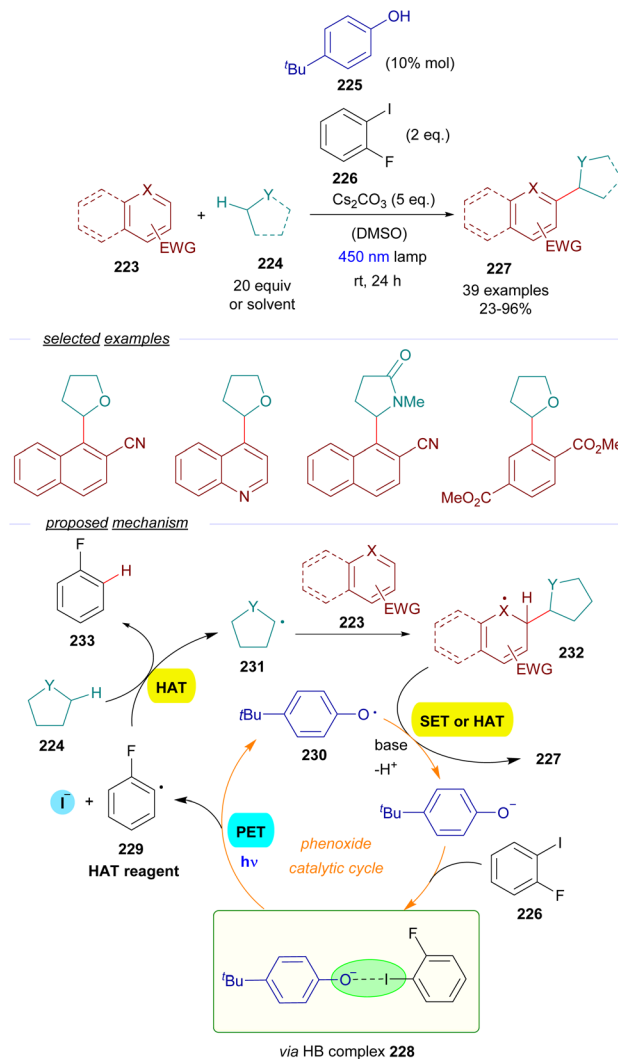 OH
tBu
(10% mol)
225
I
(2 eq.)
F
226
X
EWG
223
+
H
Y
224
20 equiv
or solvent
Cs2CO3 (5 eq.)
(DMSO)
450 nm lamp
rt, 24 h
X
Y
EWG
227
39 examples
23-96%
selected examples
O
CN
O
N
O
NMe
CN
O
CO2Me
MeO2C
proposed mechanism
F
H
233
Y
231
X
EWG
223
H
Y
X
EWG
232
Y
H
224
HAT
tBu
O
230
SET or HAT
base
-H+
227
F
I− +
229
HAT reagent
PET
hν
phenoxide
catalytic cycle
tBu
O−
I
F
226
tBu
O−
I
F
via HB complex 228